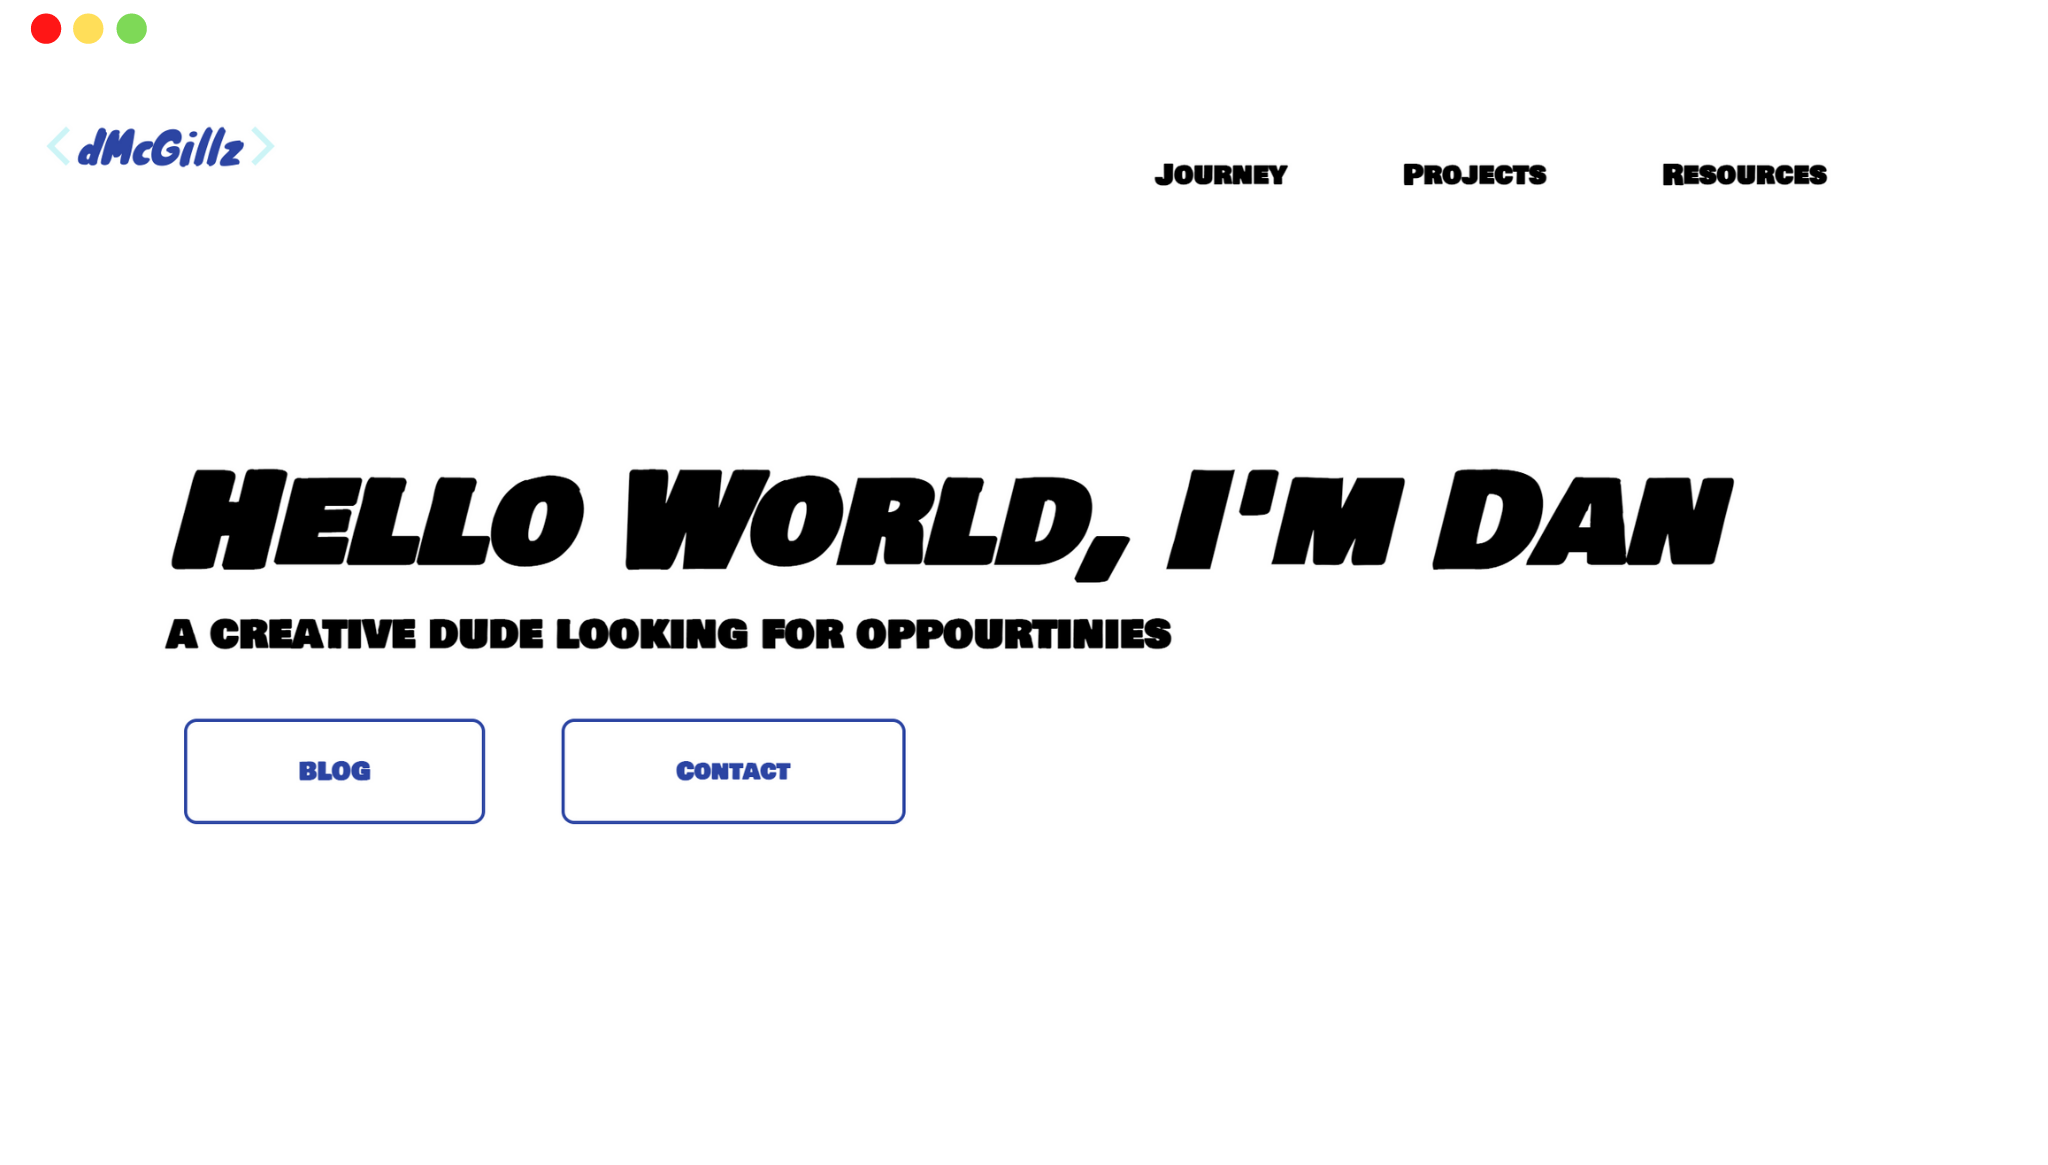 dMcGillz
Journey Projects Resources
Hello World, I'm Dan
A CREATIVE DUDE LOOKING FOR OPPOURTINIES
BLOG Contact